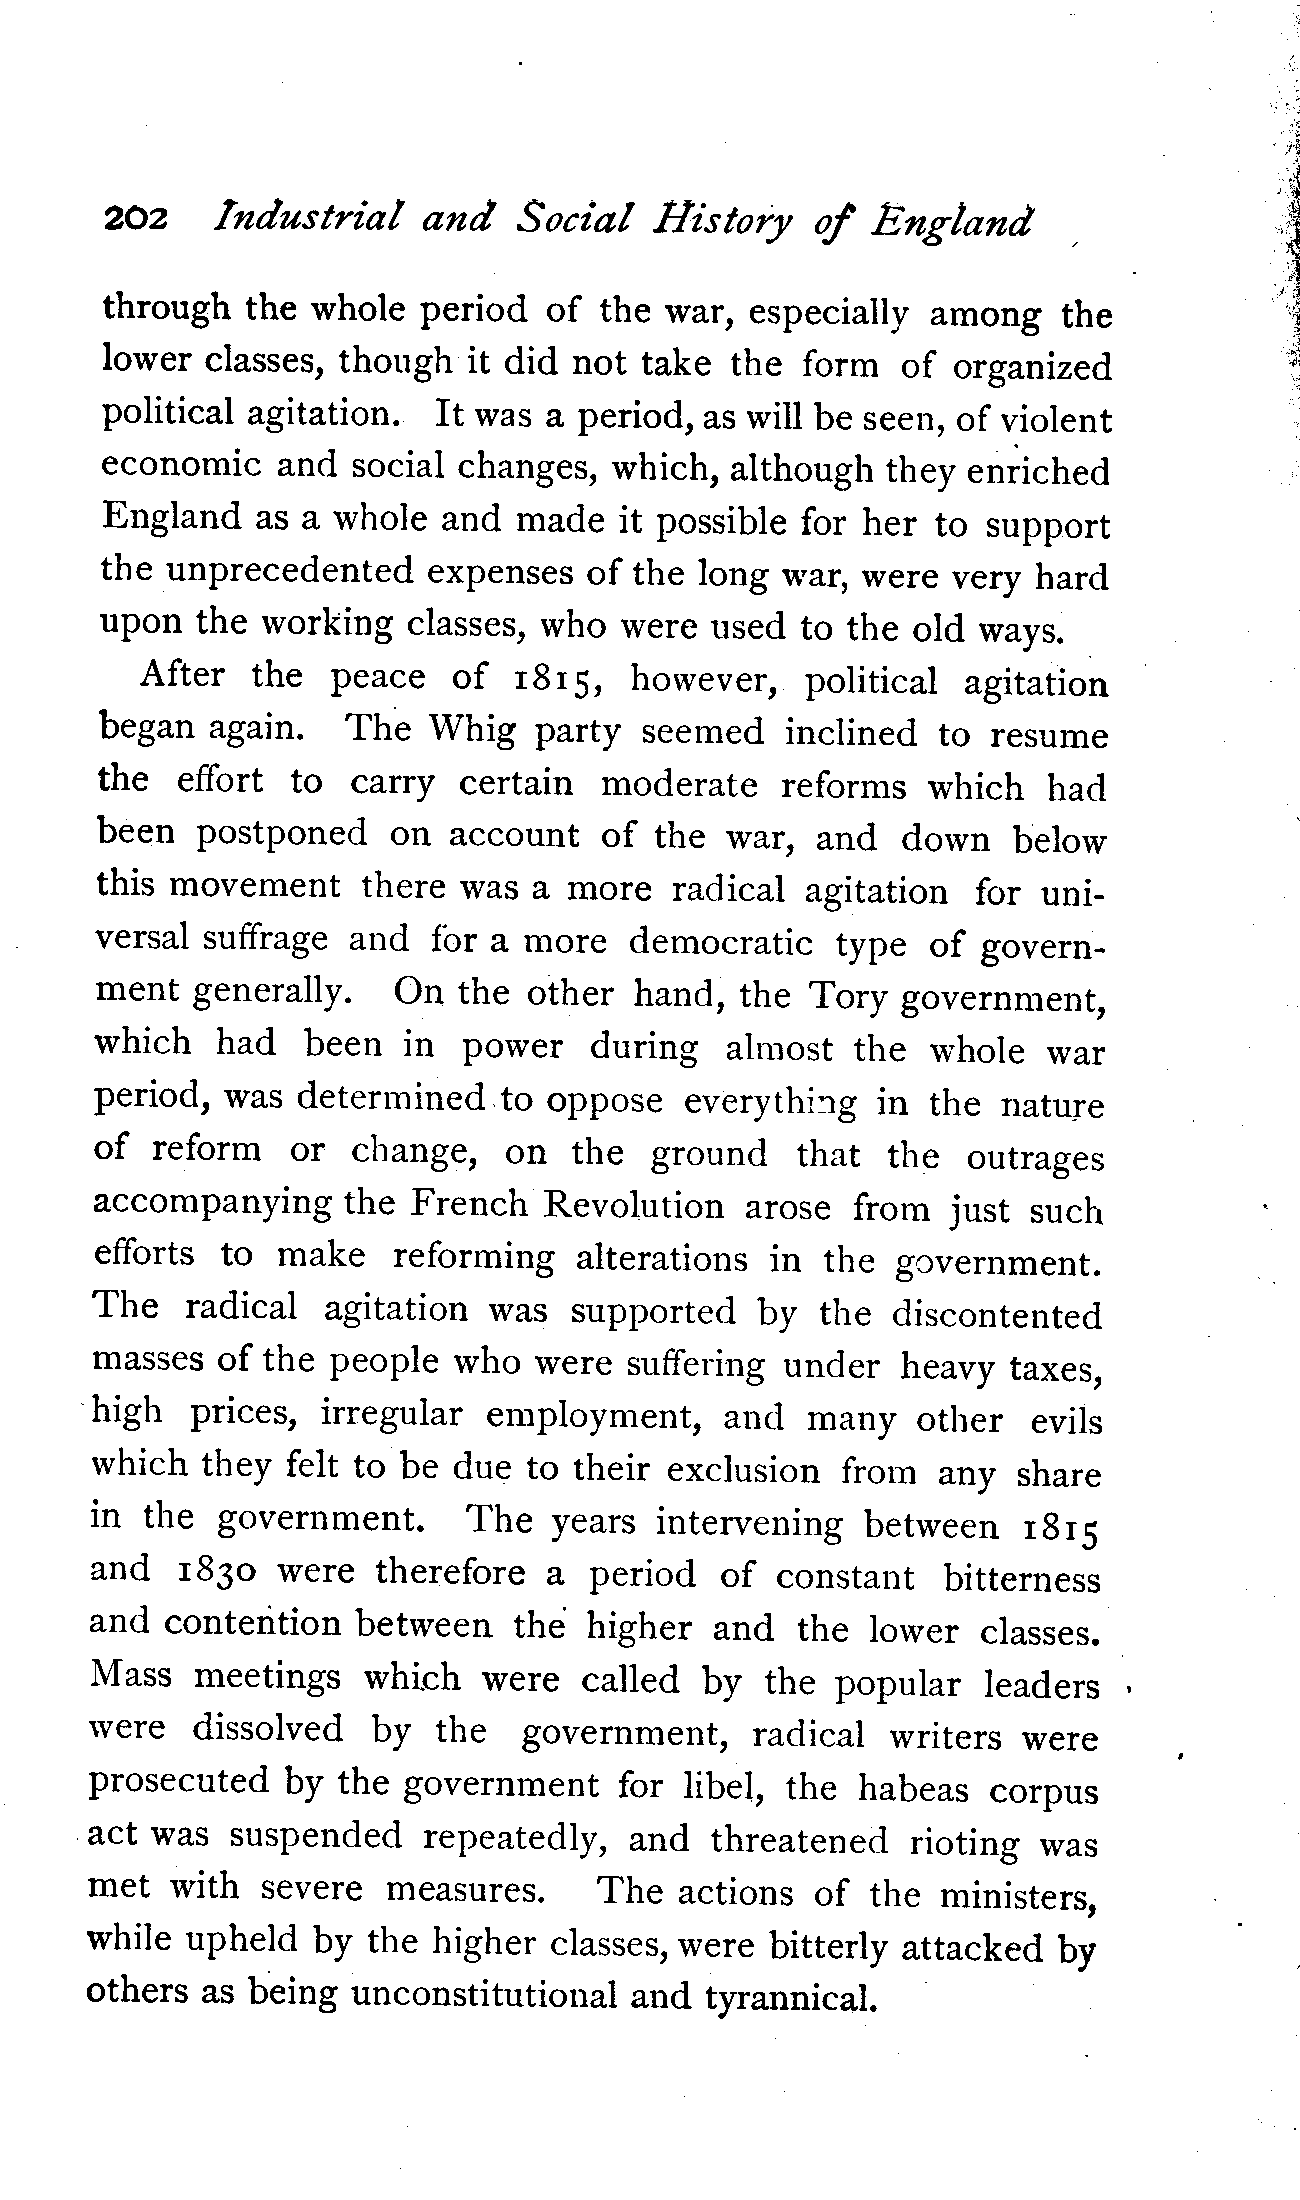 202 Industrial and Social History of England
through the whole period of the war, especially among the
lower classes, though it did not take the form of organized
political agitation. It was a period, as will be seen, of violent
economic and social changes, which, although they enriched
England as a whole and made it possible for her to support
the unprecedented expenses of the long war, were very hard
upon the working classes, who were used to the old ways.
After the peace of 1815, however, political agitation
began again. The Whig party seemed inclined to resume
the effort to carry certain moderate reforms which had
been postponed on account of the war, and down below
this movement there was a more radical agitation for uni-
versal suffrage and for a more democratic type of govern-
ment generally. On the other hand, the Tory government,
which had been in power during almost the whole war
period, was determined to oppose everything in the nature
of reform or change, on the ground that the outrages
accompanying the French Revolution arose from just such
efforts to make reforming alterations in the government.
The radical agitation was supported by the discontented
masses of the people who were suffering under heavy taxes,
high prices, irregular employment, and many other evils
which they felt to be due to their exclusion from any share
in the government. The years intervening between 1815
and 1830 were therefore a period of constant bitterness
and contention between the higher and the lower classes.
Mass meetings which were called by the popular leaders
were dissolved by the government, radical writers were
prosecuted by the government for libel, the habeas corpus
act was suspended repeatedly, and threatened rioting was
met with severe measures. The actions of the ministers,
while upheld by the higher classes, were bitterly attacked by
others as being unconstitutional and tyrannical.